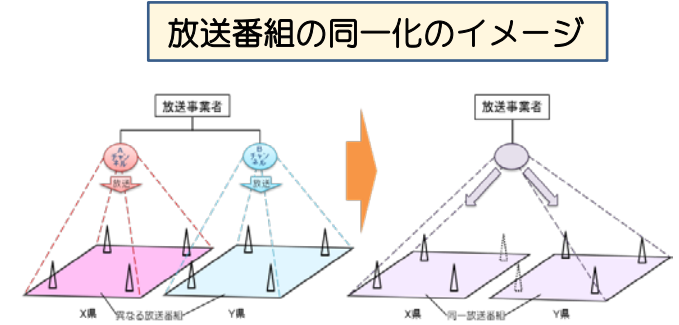 放送番組の同一化のイメージ
放送事業者
A
チャン
ネル
B
チャン
ネル
放送
放送
X県
異なる放送番組
Y県
放送事業者
X県
同一放送番組
Y県